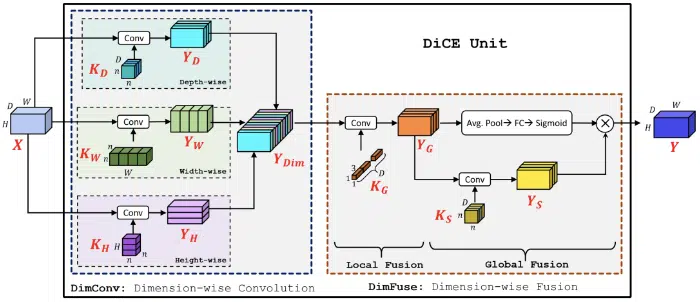 DiCE Unit
D
W
H
X
Conv
K_D
D
n
n
Y_D
Depth-wise
Conv
K_W
n
n
W
Y_W
Width-wise
Conv
K_H
H
n
n
Y_H
Height-wise
Y_Dim
DimConv: Dimension-wise Convolution
Conv
3
1
1
D
K_G
Y_G
Avg. Pool→ FC→ Sigmoid
Conv
K_S
D
n
n
Y_S
Local Fusion
Global Fusion
DimFuse: Dimension-wise Fusion
D
W
H
Y